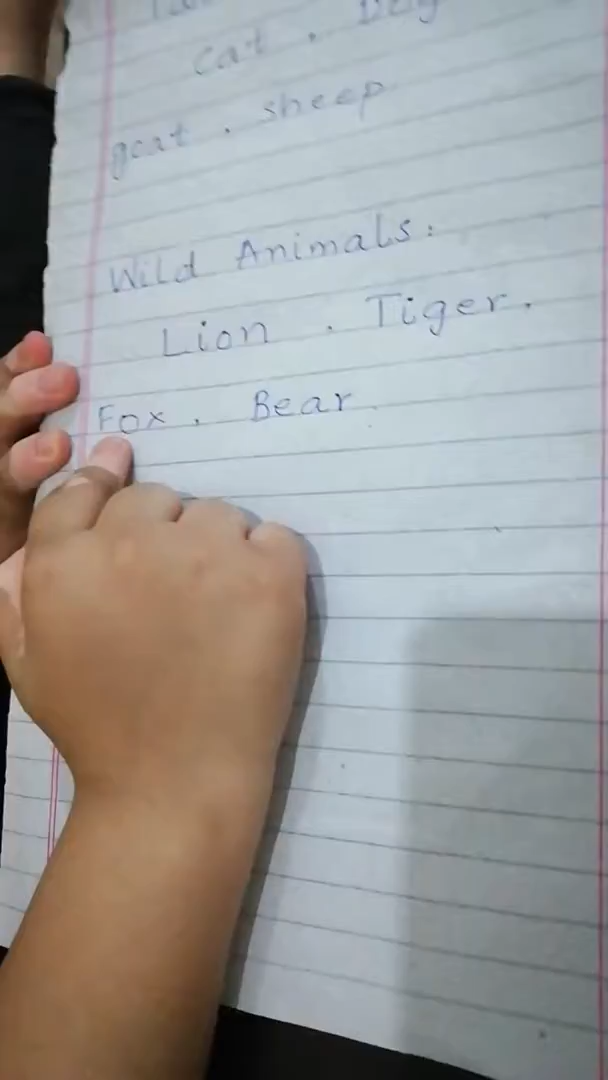 cat . Dog
goat . sheep
Wild Animals:
Lion . Tiger.
Fox . Bear